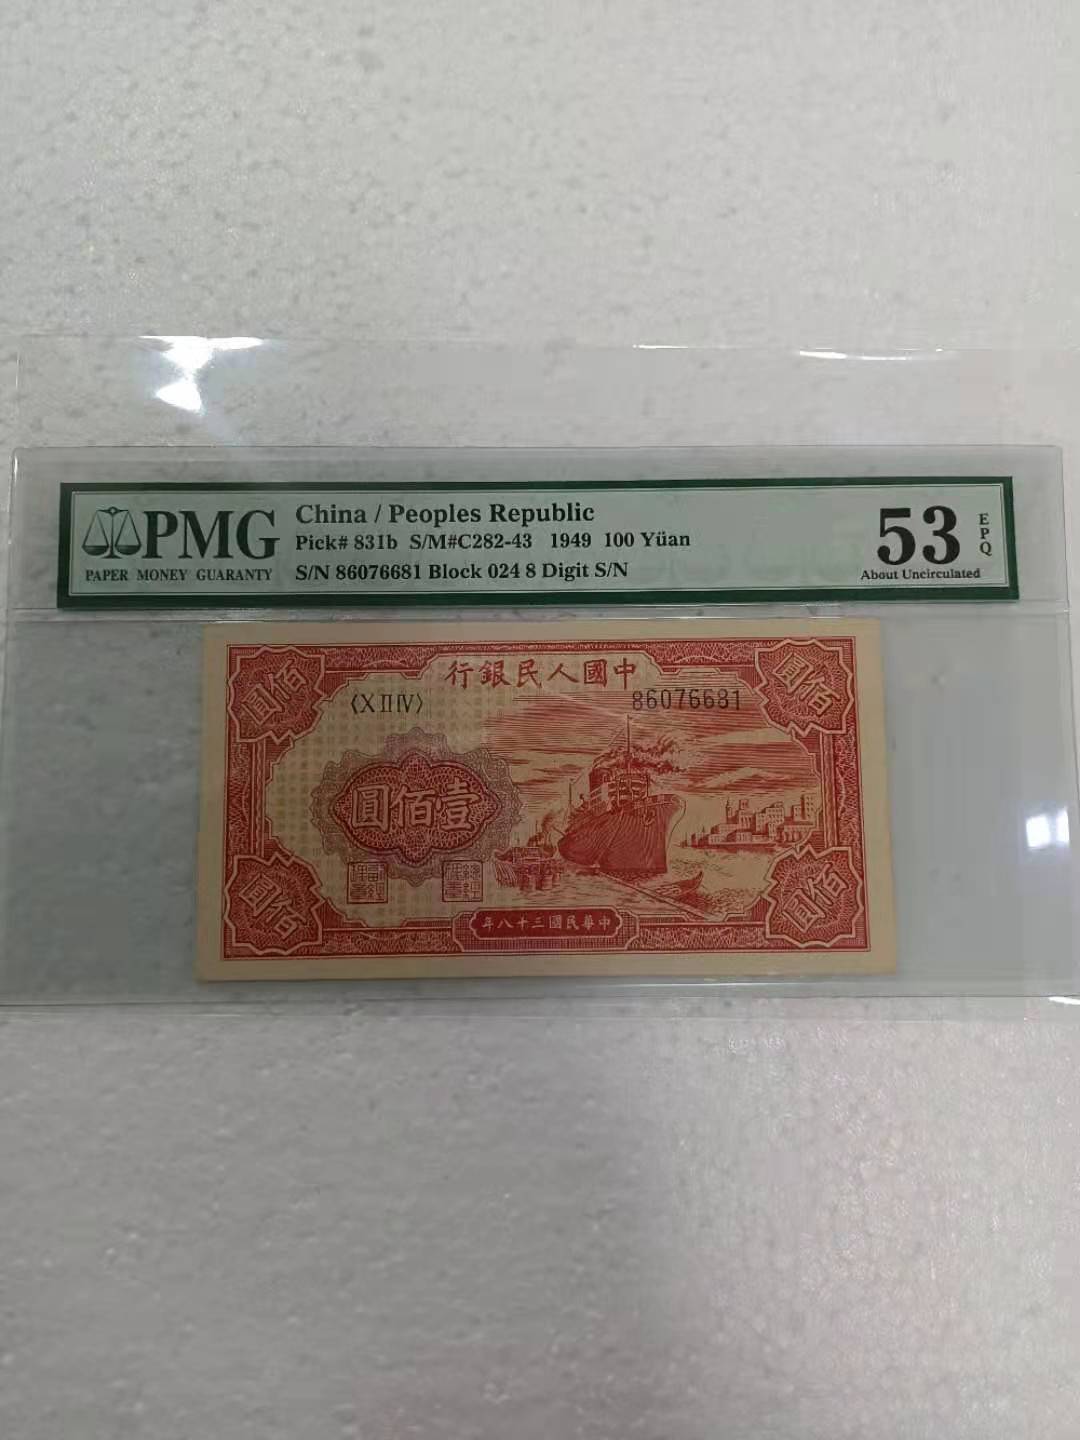 PMG
PAPER MONEY GUARANTY
China / Peoples Republic
Pick# 831b S/M#C282-43 1949 100 Yüan
S/N 86076681 Block 024 8 Digit S/N
53
EPQ
About Uncirculated
行銀民人國中
〈X II IV〉
86076681
圓佰
圓佰
圓佰壹
年八十三國民華中
圓佰
圓佰